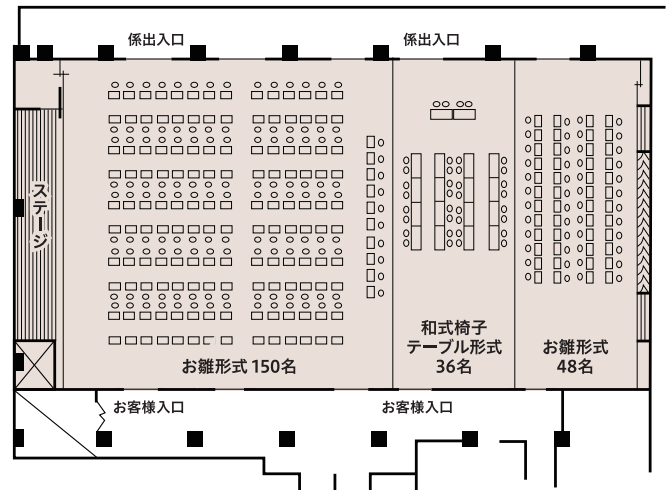 係出入口
係出入口
ステージ
お雛形式 150名
和式椅子
テーブル形式
36名
お雛形式
48名
お客様入口
お客様入口